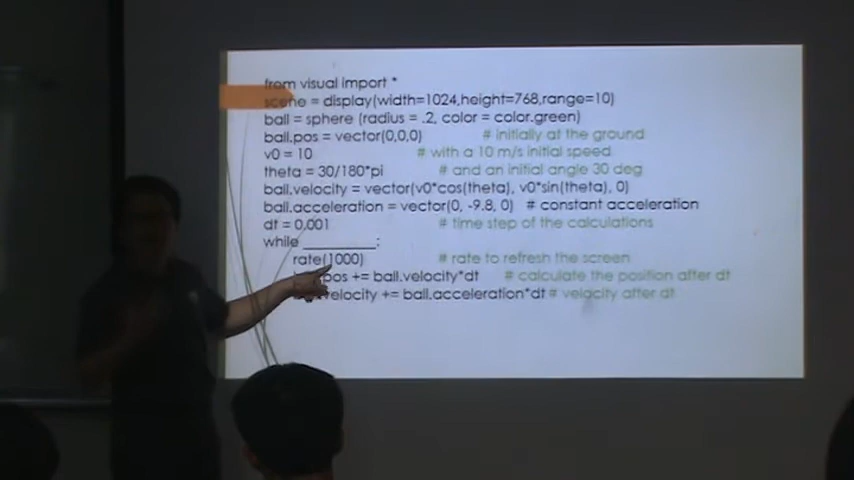 from visual import *
scene = display(width=1024,height=768,range=10)
ball = sphere (radius = .2, color = color.green)
ball.pos = vector(0,0,0) # initially at the ground
v0 = 10 # with a 10 m/s initial speed
theta = 30/180*pi # and an initial angle 30 deg
ball.velocity = vector(v0*cos(theta), v0*sin(theta), 0)
ball.acceleration = vector(0, -9.8, 0) # constant acceleration
dt = 0.001 # time step of the calculations
while __________:
rate(1000) # rate to refresh the screen
pos += ball.velocity*dt # calculate the position after dt
velocity += ball.acceleration*dt # velocity after dt